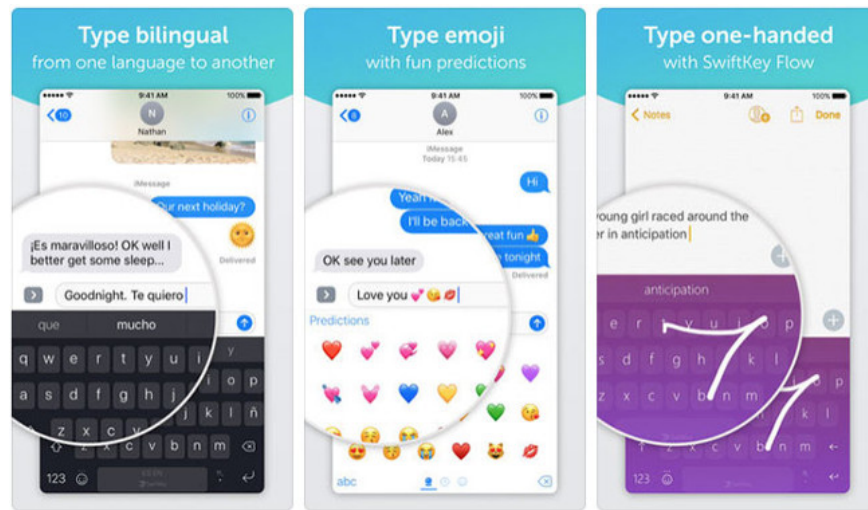 Type bilingual
from one language to another
9:41 AM
100%
10
N
Nathan
iMessage
Our next holiday?
¡Es maravilloso! OK well I
better get some sleep...
Delivered
Goodnight. Te quiero
que mucho
q w e r t y u i
y
i o p
a s d f g h j
j k l ñ
z x c v
v b n m
123
Type emoji
with fun predictions
9:41 AM
100%
8
A
Alex
iMessage
Today 15:45
Hi
Yeah
I'll be back
great fun 👍
tonight
OK see you later
Delivered
Love you 💕😘💋
Predictions
abc
Type one-handed
with SwiftKey Flow
9:41 AM
100%
Notes
Done
young girl raced around the
er in anticipation
anticipation
e r t y u i o p
s d f g h j k l
z x c v b n m
p
k l
z x c v b n m
123